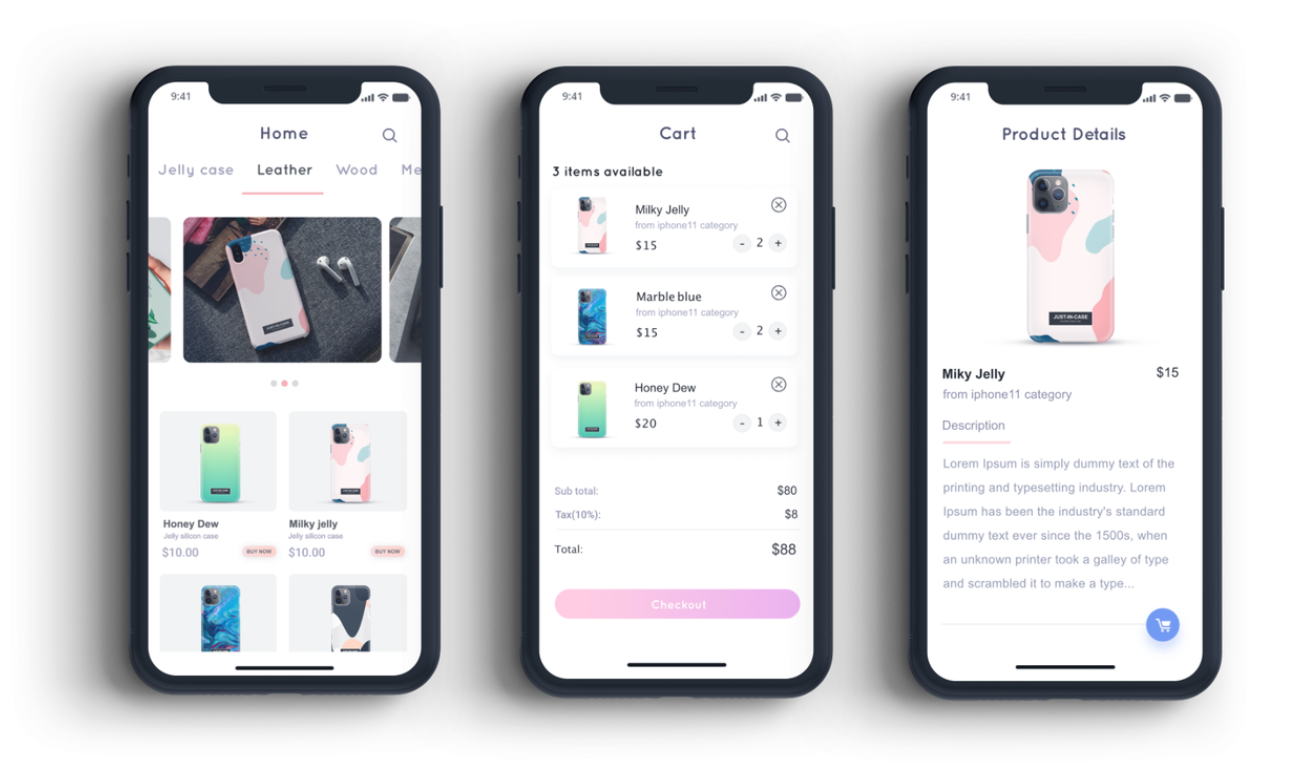 9:41
Home
Jelly case Leather Wood Me
Honey Dew
Jelly silicon case
$10.00 BUY NOW
Milky jelly
Jelly silicon case
$10.00 BUY NOW
9:41
Cart
3 items available
Milky Jelly
from iphone11 category
$15 - 2 +
Marble blue
from iphone11 category
$15 - 2 +
Honey Dew
from iphone11 category
$20 - 1 +
Sub total: $80
Tax(10%): $8
Total: $88
Checkout
9:41
Product Details
JUST-IN-CASE
Miky Jelly $15
from iphone11 category
Description
Lorem Ipsum is simply dummy text of the
printing and typesetting industry. Lorem
Ipsum has been the industry's standard
dummy text ever since the 1500s, when
an unknown printer took a galley of type
and scrambled it to make a type...